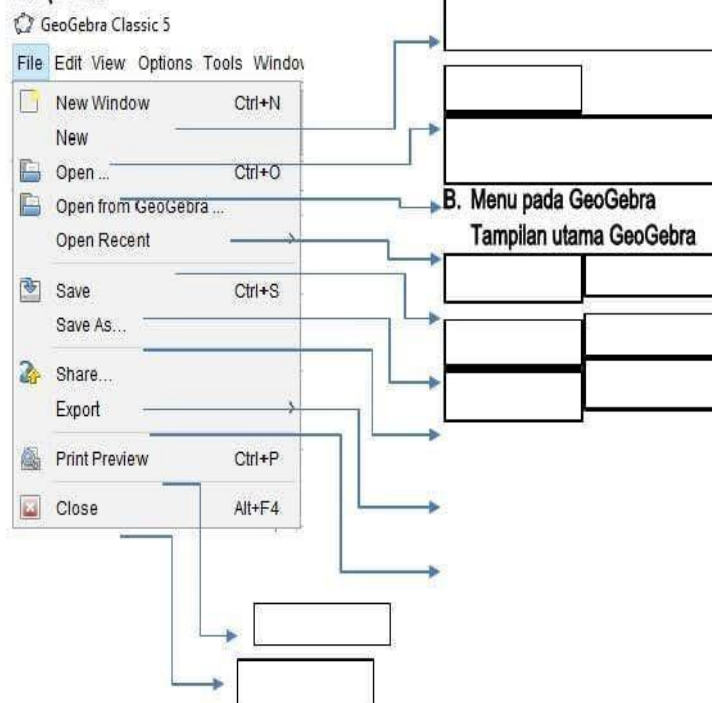 GeoGebra Classic 5
File Edit View Options Tools
New Window Ctrl+N
New
Open ... Ctrl+O
Open from GeoGebra ...
Open Recent
Save Ctrl+S
Save As...
Share...
Export
Print Preview Ctrl+P
Close Alt+F4
B. Menu pada GeoGebra
Tampilan utama GeoGebra